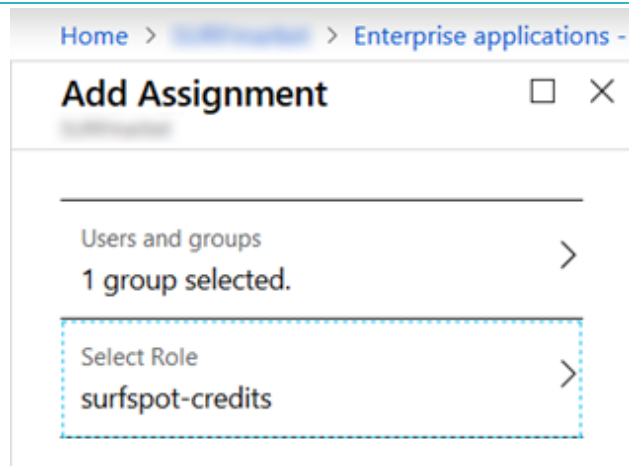 Home > > Enterprise applications -
Add Assignment
Users and groups
1 group selected.
Select Role
surfspot-credits